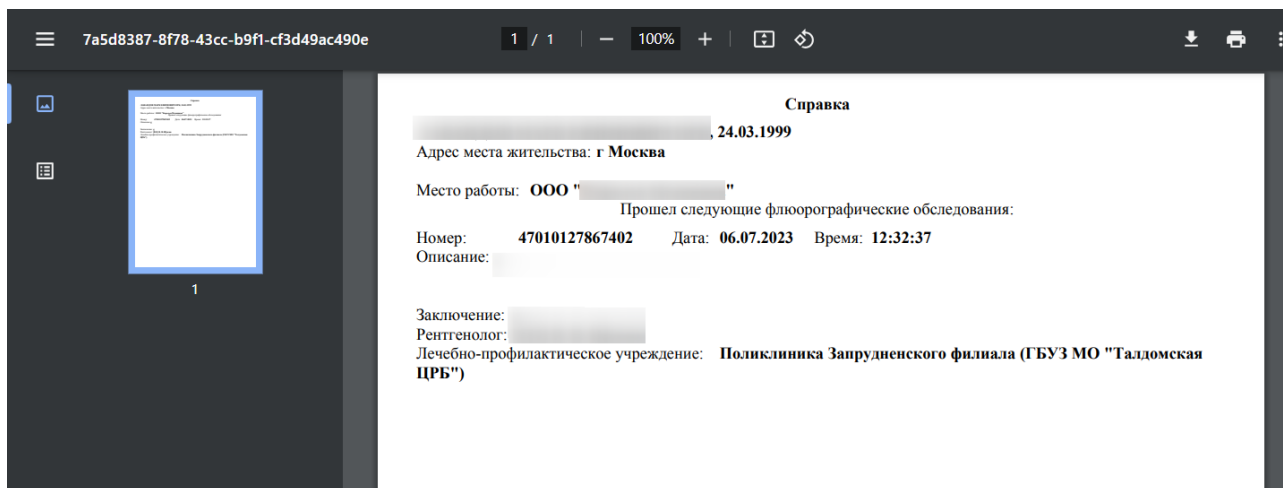 7a5d8387-8f78-43cc-b9f1-cf3d49ac490e
1 / 1
100%
1
Справка
, 24.03.1999
Адрес места жительства: г Москва
Место работы: ООО " "
Прошел следующие флюорографические обследования:
Номер: 47010127867402 Дата: 06.07.2023 Время: 12:32:37
Описание:
Заключение:
Рентгенолог:
Лечебно-профилактическое учреждение: Поликлиника Запрудненского филиала (ГБУЗ МО "Талдомская
ЦРБ")